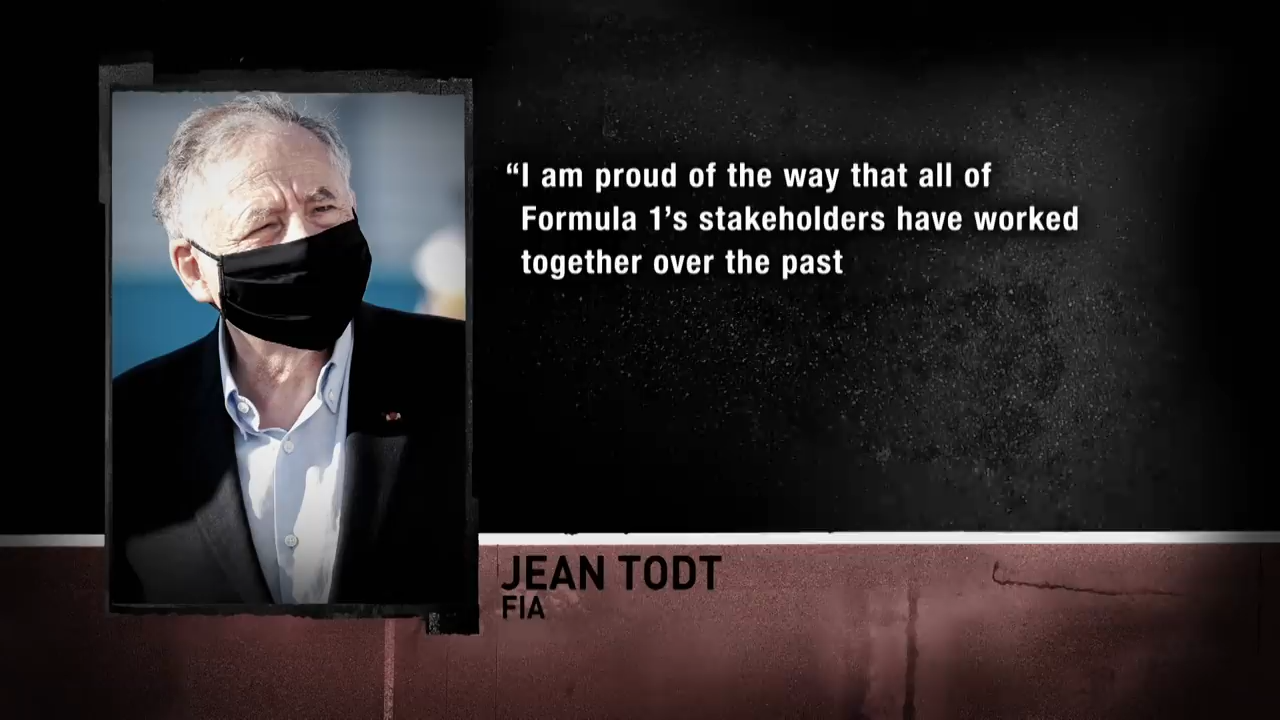 “I am proud of the way that all of
Formula 1’s stakeholders have worked
together over the past
JEAN TODT
FIA